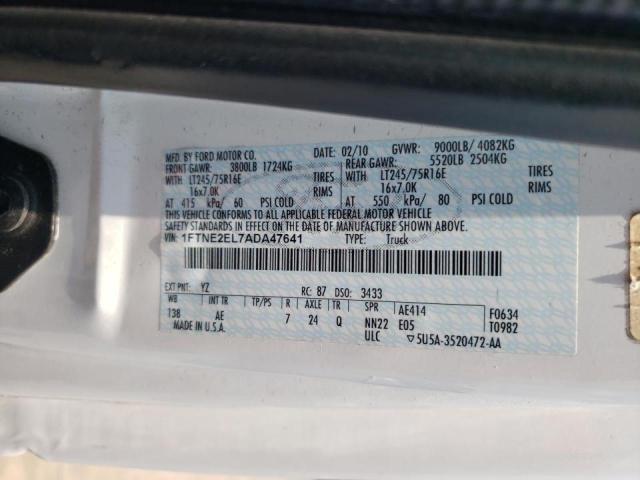 MFD. BY FORD MOTOR CO. DATE: 02/10 GVWR: 9000LB/ 4082KG
FRONT GAWR: 3800LB 1724KG REAR GAWR: 5520LB 2504KG
WITH LT245/75R16E TIRES WITH LT245/75R16E TIRES
16x7.0K RIMS 16x7.0K RIMS
AT 415 kPa/ 60 PSI COLD AT 550 kPa/ 80 PSI COLD
THIS VEHICLE CONFORMS TO ALL APPLICABLE FEDERAL MOTOR VEHICLE
SAFETY STANDARDS IN EFFECT ON THE DATE OF MANUFACTURE SHOWN ABOVE.
VIN: 1FTNE2EL7ADA47641 TYPE: Truck
EXT PNT: YZ RC: 87 DSO: 3433
WB INT TR TP/PS R AXLE TR SPR AE414 F0634
138 AE 7 24 Q NN22 E05 T0982
MADE IN U.S.A. ULC ▽5U5A-3520472-AA